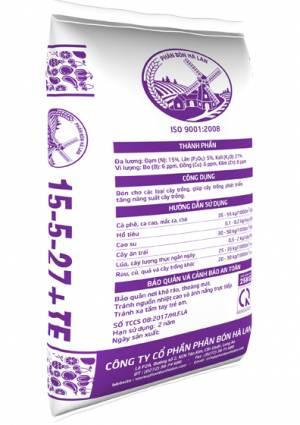 PHÂN BÓN HÀ LAN
ISO 9001:2008
THÀNH PHẦN
Đa lượng: Đạm (N): 15%, Lân (P₂O₅): 5%, Kali(K₂O): 27%
Vi lượng: Bo (B): 6 ppm, Đồng (Cu): 5 ppm, Kẽm (Zn):
CÔNG DỤNG
Bón cho các loại cây trồng, giúp cây trồng phát triển
tăng năng suất cây trồng.
HƯỚNG DẪN SỬ DỤNG
Cà phê, ca cao, mắc ca, chè
Hồ tiêu
Cao su
Cây ăn trái
Lúa, cây lương thực ngắn ngày
Rau, củ, quả và cây trồng khác
BẢO QUẢN VÀ CẢNH BÁO AN TOÀN
Bảo quản nơi khô ráo, thoáng mát.
Tránh nguồn nhiệt cao và ánh nắng trực tiếp
Tránh xa tầm tay trẻ em.
SỐ TCCS 08:2017/HLF.LA
Hạn sử dụng: 2 năm
Ngày sản xuất:
CÔNG TY CỔ PHẦN PHÂN BÓN HÀ LAN
15-5-27+TE